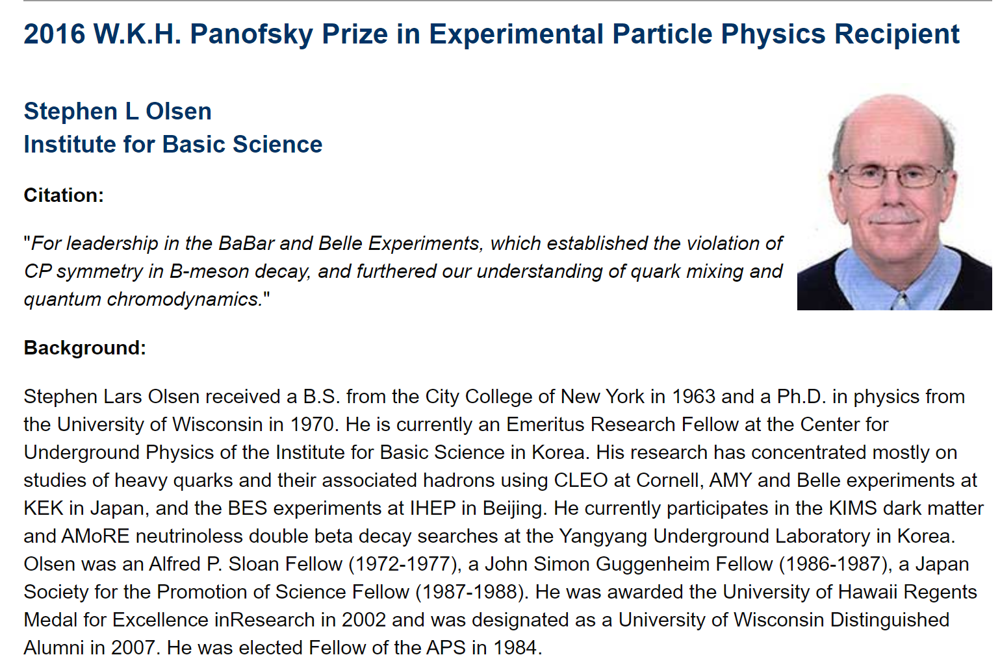 2016 W.K.H. Panofsky Prize in Experimental Particle Physics Recipient
Stephen L Olsen
Institute for Basic Science
Citation:
"For leadership in the BaBar and Belle Experiments, which established the violation of
CP symmetry in B-meson decay, and furthered our understanding of quark mixing and
quantum chromodynamics."
Background:
Stephen Lars Olsen received a B.S. from the City College of New York in 1963 and a Ph.D. in physics from
the University of Wisconsin in 1970. He is currently an Emeritus Research Fellow at the Center for
Underground Physics of the Institute for Basic Science in Korea. His research has concentrated mostly on
studies of heavy quarks and their associated hadrons using CLEO at Cornell, AMY and Belle experiments at
KEK in Japan, and the BES experiments at IHEP in Beijing. He currently participates in the KIMS dark matter
and AMoRE neutrinoless double beta decay searches at the Yangyang Underground Laboratory in Korea.
Olsen was an Alfred P. Sloan Fellow (1972-1977), a John Simon Guggenheim Fellow (1986-1987), a Japan
Society for the Promotion of Science Fellow (1987-1988). He was awarded the University of Hawaii Regents
Medal for Excellence inResearch in 2002 and was designated as a University of Wisconsin Distinguished
Alumni in 2007. He was elected Fellow of the APS in 1984.